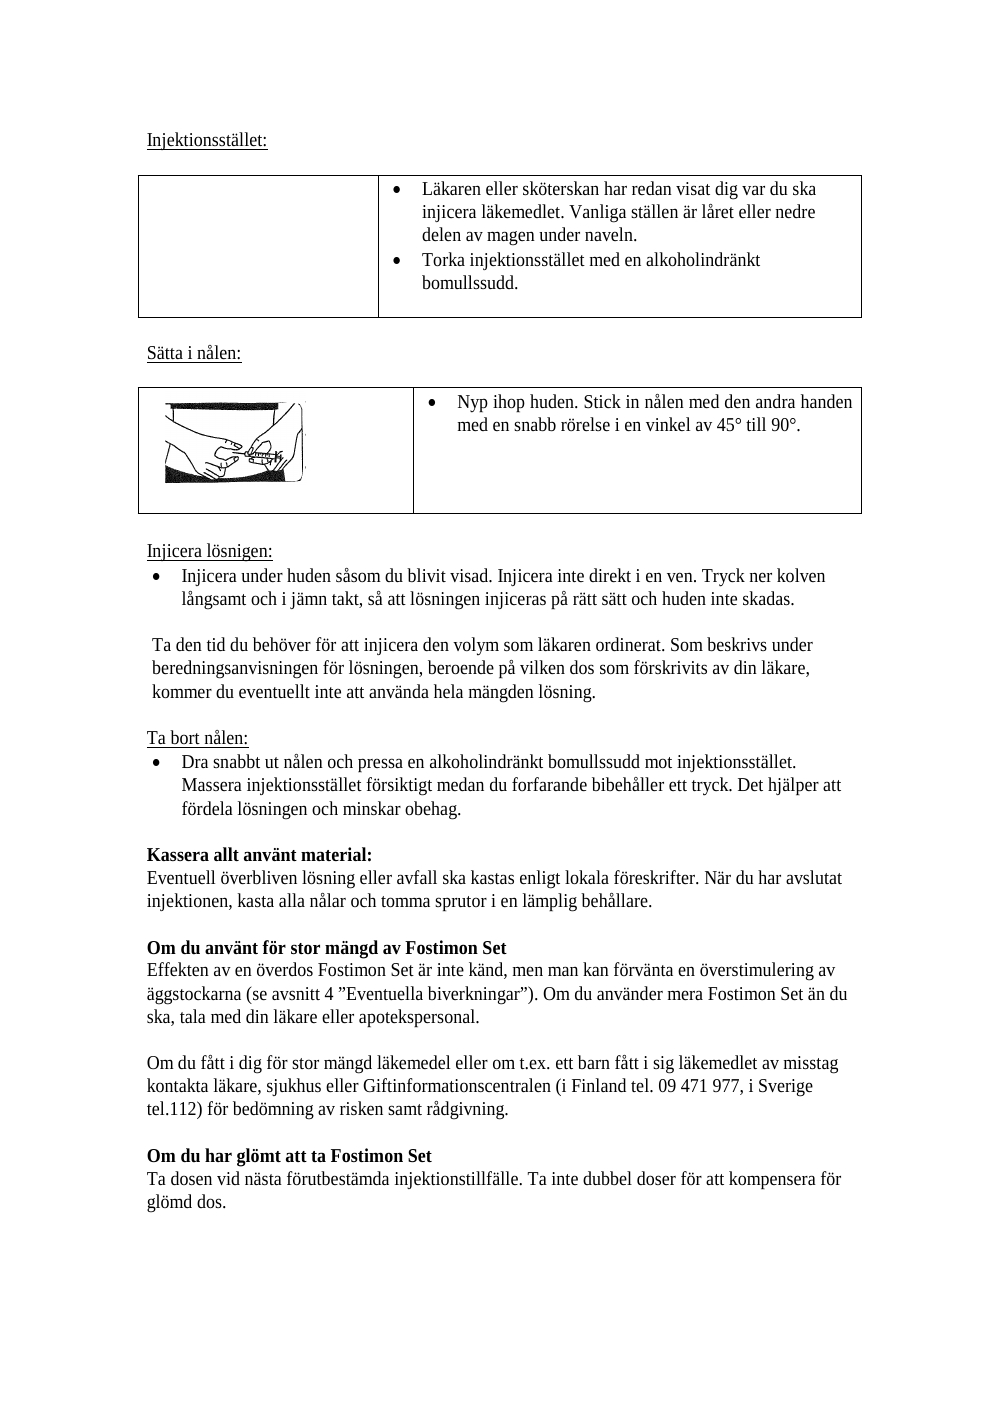 Injektionsstället:
• Läkaren eller sköterskan har redan visat dig var du ska
injicera läkemedlet. Vanliga ställen är låret eller nedre
delen av magen under naveln.
• Torka injektionsstället med en alkoholindränkt
bomullssudd.
Sätta i nålen:
• Nyp ihop huden. Stick in nålen med den andra handen
med en snabb rörelse i en vinkel av 45° till 90°.
Injicera lösnigen:
• Injicera under huden såsom du blivit visad. Injicera inte direkt i en ven. Tryck ner kolven
långsamt och i jämn takt, så att lösningen injiceras på rätt sätt och huden inte skadas.
Ta den tid du behöver för att injicera den volym som läkaren ordinerat. Som beskrivs under
beredningsanvisningen för lösningen, beroende på vilken dos som förskrivits av din läkare,
kommer du eventuellt inte att använda hela mängden lösning.
Ta bort nålen:
• Dra snabbt ut nålen och pressa en alkoholindränkt bomullssudd mot injektionsstället.
Massera injektionsstället försiktigt medan du forfarande bibehåller ett tryck. Det hjälper att
fördela lösningen och minskar obehag.
Kassera allt använt material:
Eventuell överbliven lösning eller avfall ska kastas enligt lokala föreskrifter. När du har avslutat
injektionen, kasta alla nålar och tomma sprutor i en lämplig behållare.
Om du använt för stor mängd av Fostimon Set
Effekten av en överdos Fostimon Set är inte känd, men man kan förvänta en överstimulering av
äggstockarna (se avsnitt 4 ”Eventuella biverkningar”). Om du använder mera Fostimon Set än du
ska, tala med din läkare eller apotekspersonal.
Om du fått i dig för stor mängd läkemedel eller om t.ex. ett barn fått i sig läkemedlet av misstag
kontakta läkare, sjukhus eller Giftinformationscentralen (i Finland tel. 09 471 977, i Sverige
tel.112) för bedömning av risken samt rådgivning.
Om du har glömt att ta Fostimon Set
Ta dosen vid nästa förutbestämda injektionstillfälle. Ta inte dubbel doser för att kompensera för
glömd dos.